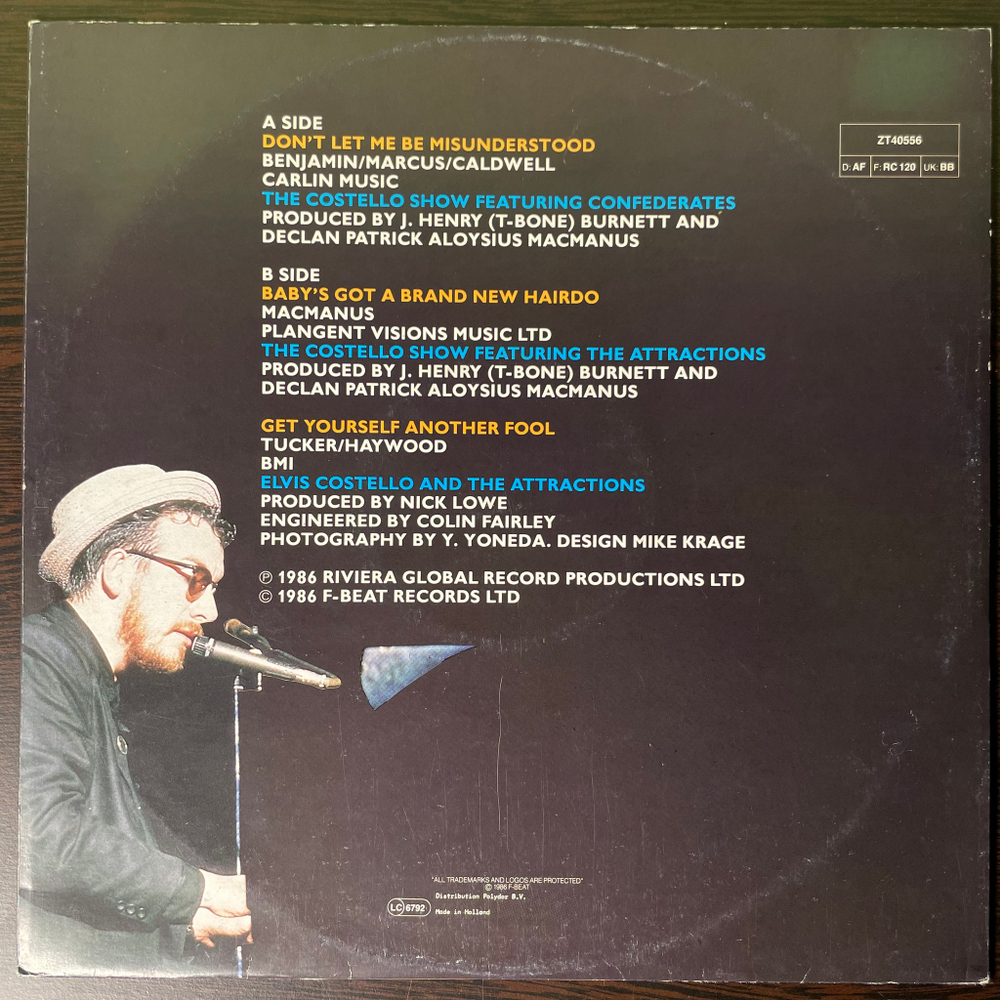 A SIDE
DON'T LET ME BE MISUNDERSTOOD
BENJAMIN/MARCUS/CALDWELL
CARLIN MUSIC
THE COSTELLO SHOW FEATURING CONFEDERATES
PRODUCED BY J. HENRY (T-BONE) BURNETT AND
DECLAN PATRICK ALOYSIUS MACMANUS
B SIDE
BABY'S GOT A BRAND NEW HAIRDO
MACMANUS
PLANGENT VISIONS MUSIC LTD
THE COSTELLO SHOW FEATURING THE ATTRACTIONS
PRODUCED BY J. HENRY (T-BONE) BURNETT AND
DECLAN PATRICK ALOYSIUS MACMANUS
GET YOURSELF ANOTHER FOOL
TUCKER/HAYWOOD
BMI
ELVIS COSTELLO AND THE ATTRACTIONS
PRODUCED BY NICK LOWE
ENGINEERED BY COLIN FAIRLEY
PHOTOGRAPHY BY Y. YONEDA. DESIGN MIKE KRAGE
℗ 1986 RIVIERA GLOBAL RECORD PRODUCTIONS LTD
© 1986 F-BEAT RECORDS LTD
ZT40556
D: AF F: RC 120 UK: BB
"ALL TRADEMARKS AND LOGOS ARE PROTECTED"
© 1986 F-BEAT
Distribution Polydor B.V.
LC 6792
Made in Holland